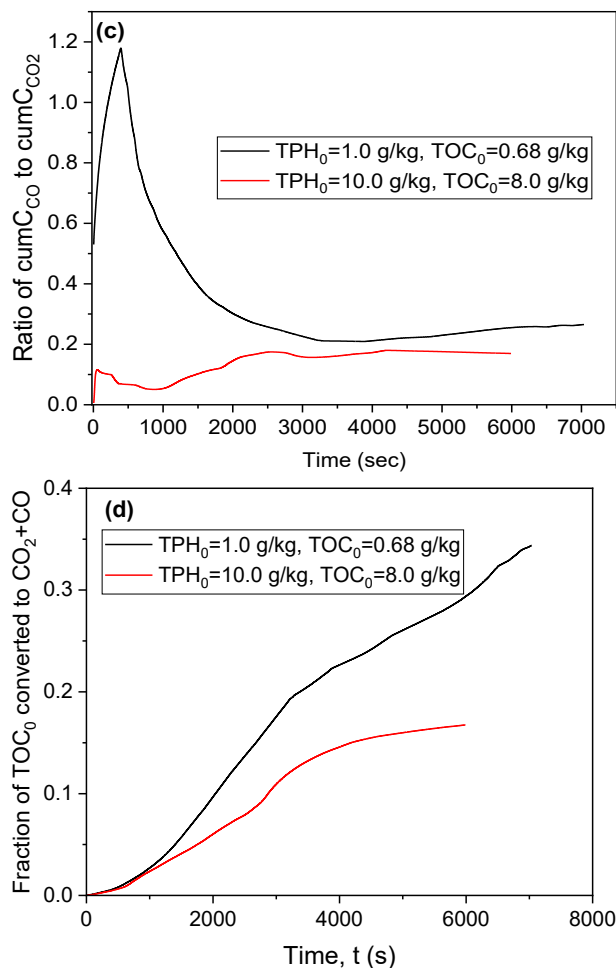 (c)
Ratio of cumC_CO to cumC_CO2
1.2
1.0
0.8
0.6
0.4
0.2
0.0
TPH₀=1.0 g/kg, TOC₀=0.68 g/kg
TPH₀=10.0 g/kg, TOC₀=8.0 g/kg
0 1000 2000 3000 4000 5000 6000 7000
Time (sec)
(d)
Fraction of TOC₀ converted to CO₂+CO
0.4
0.3
0.2
0.1
0.0
TPH₀=1.0 g/kg, TOC₀=0.68 g/kg
TPH₀=10.0 g/kg, TOC₀=8.0 g/kg
0 2000 4000 6000 8000
Time, t (s)